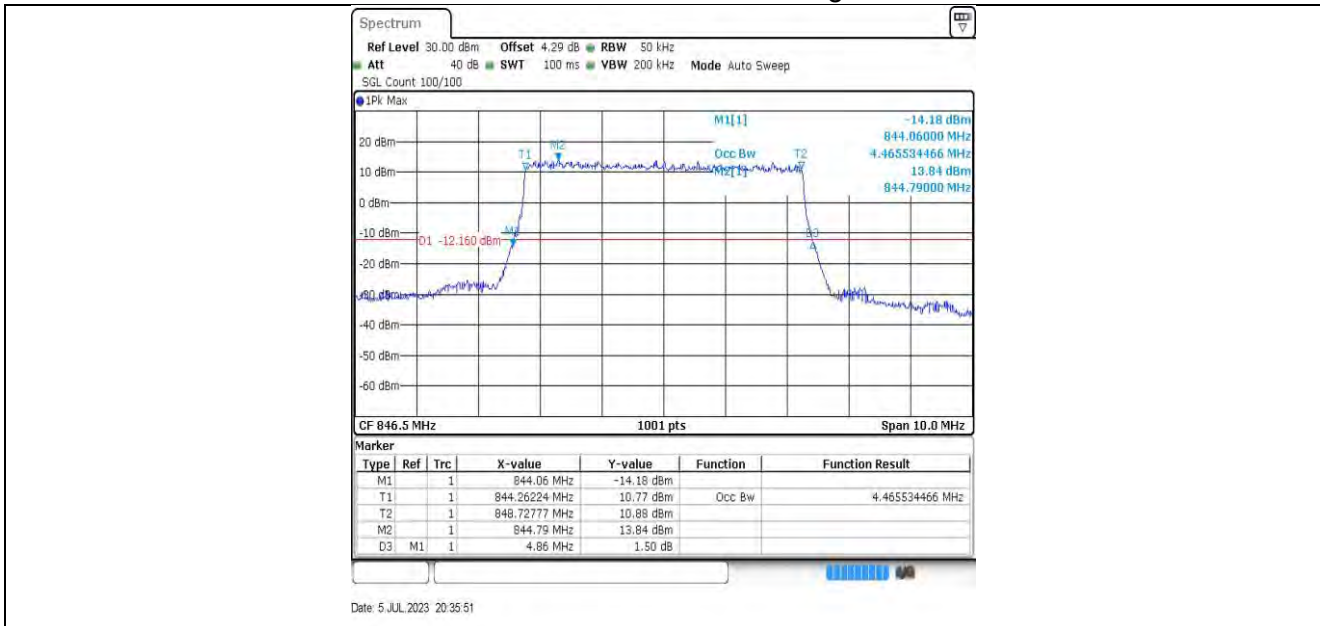 Spectrum
Ref Level 30.00 dBm Offset 4.29 dB RBW 50 kHz
Att 40 dB SWT 100 ms VBW 200 kHz Mode Auto Sweep
SGL Count 100/100
1Pk Max
M1[1] -14.18 dBm
844.06000 MHz
20 dBm
T1 M2 Occ Bw T2 4.465534466 MHz
10 dBm M2[1] 13.84 dBm
844.79000 MHz
0 dBm
-10 dBm M1 D3
D1 -12.160 dBm
-20 dBm
-30 dBm
-40 dBm
-50 dBm
-60 dBm
CF 846.5 MHz 1001 pts Span 10.0 MHz
Marker
Type Ref Trc X-value Y-value Function Function Result
M1 1 844.06 MHz -14.18 dBm
T1 1 844.26224 MHz 10.77 dBm Occ Bw 4.465534466 MHz
T2 1 848.72777 MHz 10.88 dBm
M2 1 844.79 MHz 13.84 dBm
D3 M1 1 4.86 MHz 1.50 dB
Date: 5.JUL.2023 20:35:51